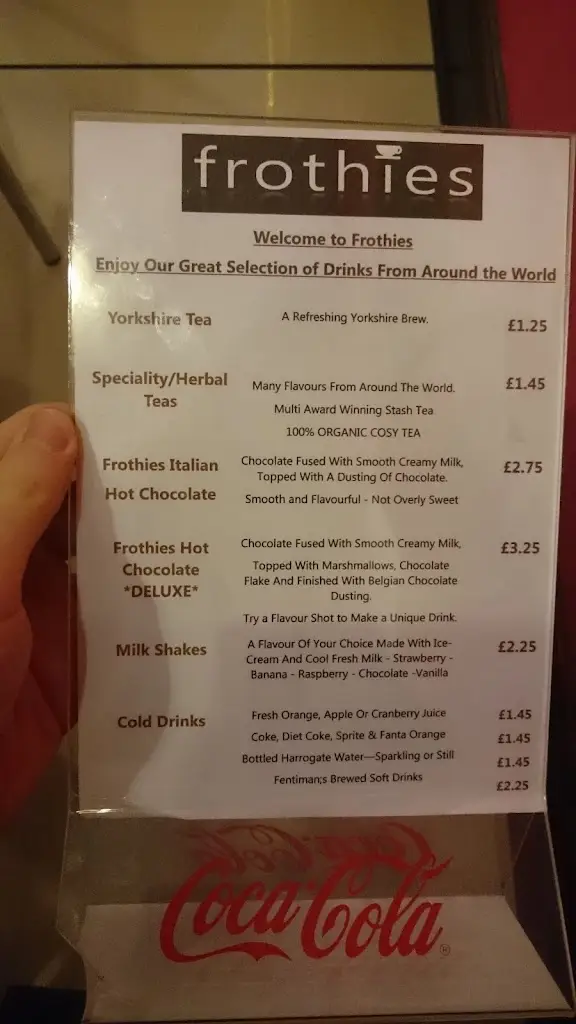 frothies
Welcome to Frothies
Enjoy Our Great Selection of Drinks From Around the World
Yorkshire Tea
A Refreshing Yorkshire Brew.
£1.25
Speciality/Herbal
Teas
Many Flavours From Around The World.
Multi Award Winning Stash Tea
100% ORGANIC COSY TEA
£1.45
Frothies Italian
Hot Chocolate
Chocolate Fused With Smooth Creamy Milk,
Topped With A Dusting Of Chocolate.
Smooth and Flavourful - Not Overly Sweet
£2.75
Frothies Hot
Chocolate
*DELUXE*
Chocolate Fused With Smooth Creamy Milk,
Topped With Marshmallows, Chocolate
Flake And Finished With Belgian Chocolate
Dusting.
Try a Flavour Shot to Make a Unique Drink.
£3.25
Milk Shakes
A Flavour Of Your Choice Made With Ice-
Cream And Cool Fresh Milk - Strawberry -
Banana - Raspberry - Chocolate -Vanilla
£2.25
Cold Drinks
Fresh Orange, Apple Or Cranberry Juice
£1.45
Coke, Diet Coke, Sprite & Fanta Orange
£1.45
Bottled Harrogate Water—Sparkling or Still
£1.45
Fentiman;s Brewed Soft Drinks
£2.25
Coca-Cola®